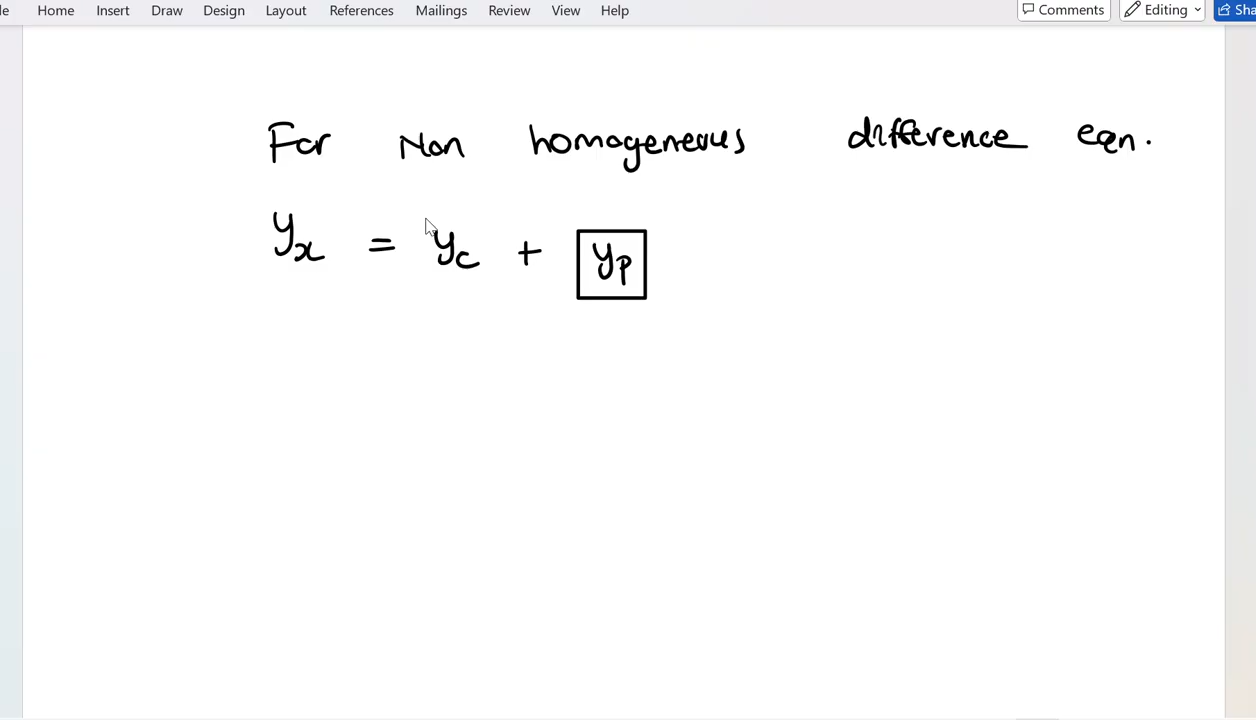 Home Insert Draw Design Layout References Mailings Review View Help Comments Editing
For Non homogeneous difference eqn.
yx = yc + yp